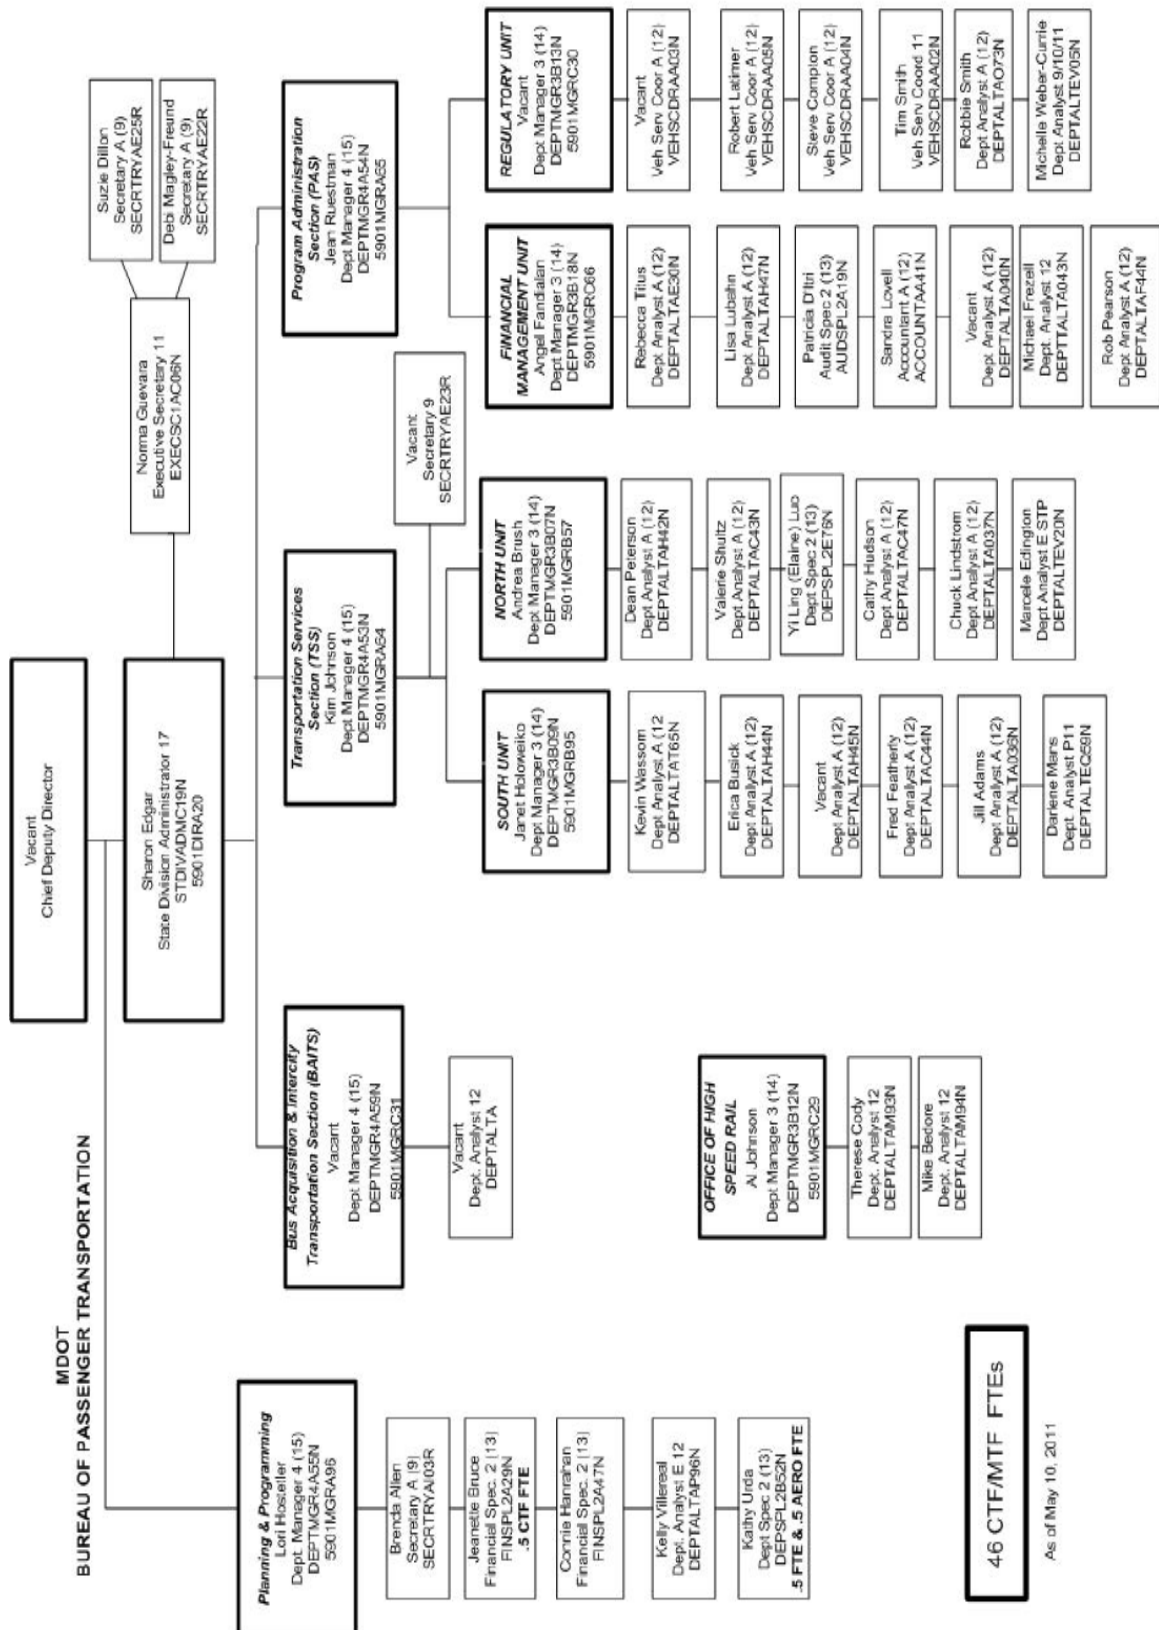 MDOT
BUREAU OF PASSENGER TRANSPORTATION
Vacant
Chief Deputy Director
Sharon Edgar
State Division Administrator 17
STDIVADMC19N
5901DIRA20
Norma Guevara
Executive Secretary 11
EXECSC1AC06N
Suzie Dillon
Secretary A (9)
SECRTRYAE25R
Debi Magley-Freund
Secretary A (9)
SECRTRYAE22R
Planning & Programming
Lori Hosteller
Dept. Manager 4 (15)
DEPTMGR4A55N
5901MGRA96
Brenda Allen
Secretary A (9)
SECRTRYAI03R
Jeanette Bruce
Financial Spec. 2 (13)
FINSPL2A29N
.5 CTF FTE
Connie Hanrahan
Financial Spec. 2 (13)
FINSPL2A47N
Kelly Villereal
Dept. Analyst E 12
DEPTALTAP96N
Kathy Urda
Dept Spec 2 (13)
DEPSPL2B52N
.5 FTE & .5 AERO FTE
Bus Acquisition & Intercity
Transportation Section (BAITS)
Vacant
Dept Manager 4 (15)
DEPTMGR4A59N
5901MGRC31
Vacant
Dept. Analyst 12
DEPTALTA
OFFICE OF HIGH
SPEED RAIL
Al Johnson
Dept Manager 3 (14)
DEPTMGR3B12N
5901MGRC29
Therese Cody
Dept. Analyst 12
DEPTALTAM93N
Mike Bedore
Dept. Analyst 12
DEPTALTAM94N
Transportation Services
Section (TSS)
Kim Johnson
Dept Manager 4 (15)
DEPTMGR4A53N
5901MGRA64
Vacant
Secretary 9
SECRTRYAE23R
SOUTH UNIT
Janet Holoweiko
Dept Manager 3 (14)
DEPTMGR3B09N
5901MGRB95
Kevin Wassom
Dept Analyst A (12
DEPTALTAT65N
Erica Busick
Dept Analyst A (12)
DEPTALTAH44N
Vacant
Dept Analyst A (12)
DEPTALTAH45N
Fred Featherly
Dept Analyst A (12)
DEPTALTAC44N
Jill Adams
Dept Analyst A (12)
DEPTALTA036N
Darlene Mans
Dept. Analyst P11
DEPTALTEQ59N
NORTH UNIT
Andrea Brush
Dept Manager 3 (14)
DEPTMGR3B07N
5901MGRB57
Dean Peterson
Dept Analyst A (12)
DEPTALTAH42N
Valerie Shultz
Dept Analyst A (12)
DEPTALTAC43N
Yi Ling (Elaine) Luo
Dept Spec 2 (13)
DEPSPL2E76N
Cathy Hudson
Dept Analyst A (12)
DEPTALTAC47N
Chuck Lindstrom
Dept Analyst A (12)
DEPTALTA037N
Marcele Edington
Dept Analyst E STP
DEPTALTEV20N
Program Administration
Section (PAS)
Jean Ruestman
Dept Manager 4 (15)
DEPTMGR4A54N
5901MGRA65
FINANCIAL
MANAGEMENT UNIT
Angel Fandialan
Dept Manager 3 (14)
DEPTMGR3B18N
5901MGRC66
Rebecca Titus
Dept Analyst A (12)
DEPTALTAE30N
Lisa Lubahn
Dept Analyst A (12)
DEPTALTAH47N
Patricia D'Itri
Audit Spec 2 (13)
AUDSPL2A19N
Sandra Lovell
Accountant A (12)
ACCOUNTAA41N
Vacant
Dept Analyst A (12)
DEPTALTA040N
Michael Frezell
Dept. Analyst 12
DEPTTALTA043N
Rob Pearson
Dept Analyst A (12)
DEPTALTAF44N
REGULATORY UNIT
Vacant
Dept Manager 3 (14)
DEPTMGR3B13N
5901MGRC30
Vacant
Veh Serv Coor A (12)
VEHSCDRAA03N
Robert Latimer
Veh Serv Coor A (12)
VEHSCDRAA05N
Steve Compion
Veh Serv Coor A (12)
VEHSCDRAA04N
Tim Smith
Veh Serv Coord 11
VEHSCDRAA02N
Robbie Smith
Dept Analyst A (12)
DEPTALTAO73N
Michelle Weber-Currie
Dept Analyst 9/10/11
DEPTALTEV05N
46 CTF/MTF FTEs
As of May 10, 2011